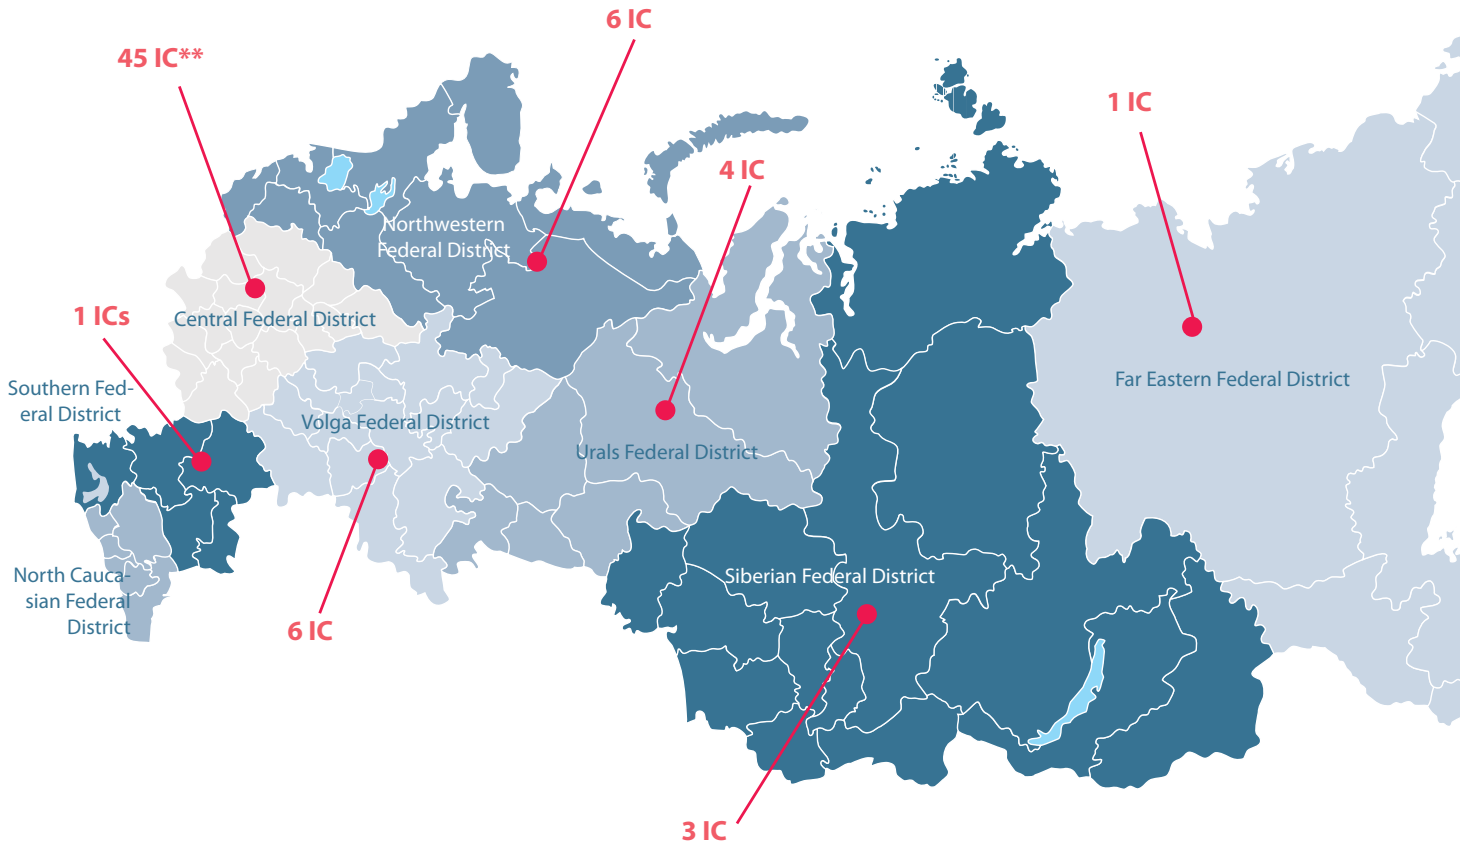 6 IC
45 IC**
1 IC
4 IC
Northwestern
Federal District
1 ICs
Central Federal District
Southern Fed-
eral District
Far Eastern Federal District
Volga Federal District
Urals Federal District
North Cauca-
sian Federal
District
Siberian Federal District
6 IC
3 IC